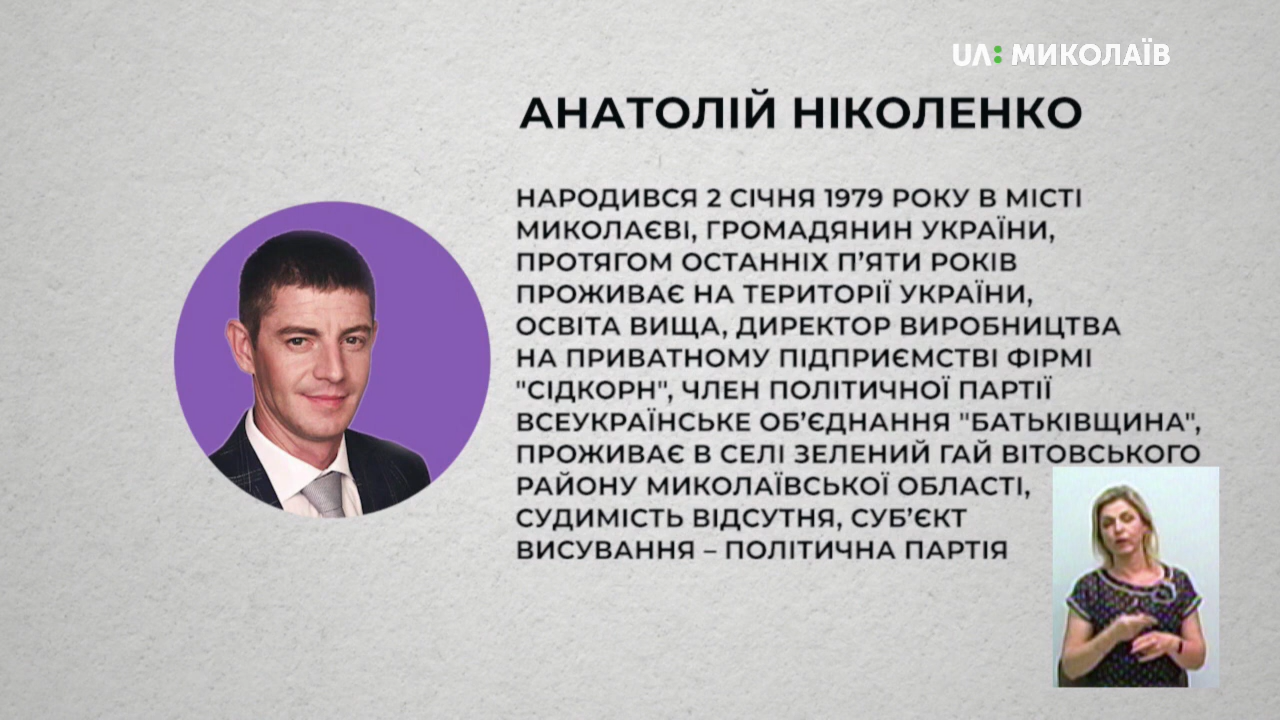 UA: МИКОЛАЇВ
АНАТОЛІЙ НІКОЛЕНКО
НАРОДИВСЯ 2 СІЧНЯ 1979 РОКУ В МІСТІ
МИКОЛАЄВІ, ГРОМАДЯНИН УКРАЇНИ,
ПРОТЯГОМ ОСТАННІХ П’ЯТИ РОКІВ
ПРОЖИВАЄ НА ТЕРИТОРІЇ УКРАЇНИ,
ОСВІТА ВИЩА, ДИРЕКТОР ВИРОБНИЦТВА
НА ПРИВАТНОМУ ПІДПРИЄМСТВІ ФІРМІ
"СІДКОРН", ЧЛЕН ПОЛІТИЧНОЇ ПАРТІЇ
ВСЕУКРАЇНСЬКЕ ОБ’ЄДНАННЯ "БАТЬКІВЩИНА",
ПРОЖИВАЄ В СЕЛІ ЗЕЛЕНИЙ ГАЙ ВІТОВСЬКОГО
РАЙОНУ МИКОЛАЇВСЬКОЇ ОБЛАСТІ,
СУДИМІСТЬ ВІДСУТНЯ, СУБ’ЄКТ
ВИСУВАННЯ – ПОЛІТИЧНА ПАРТІЯ